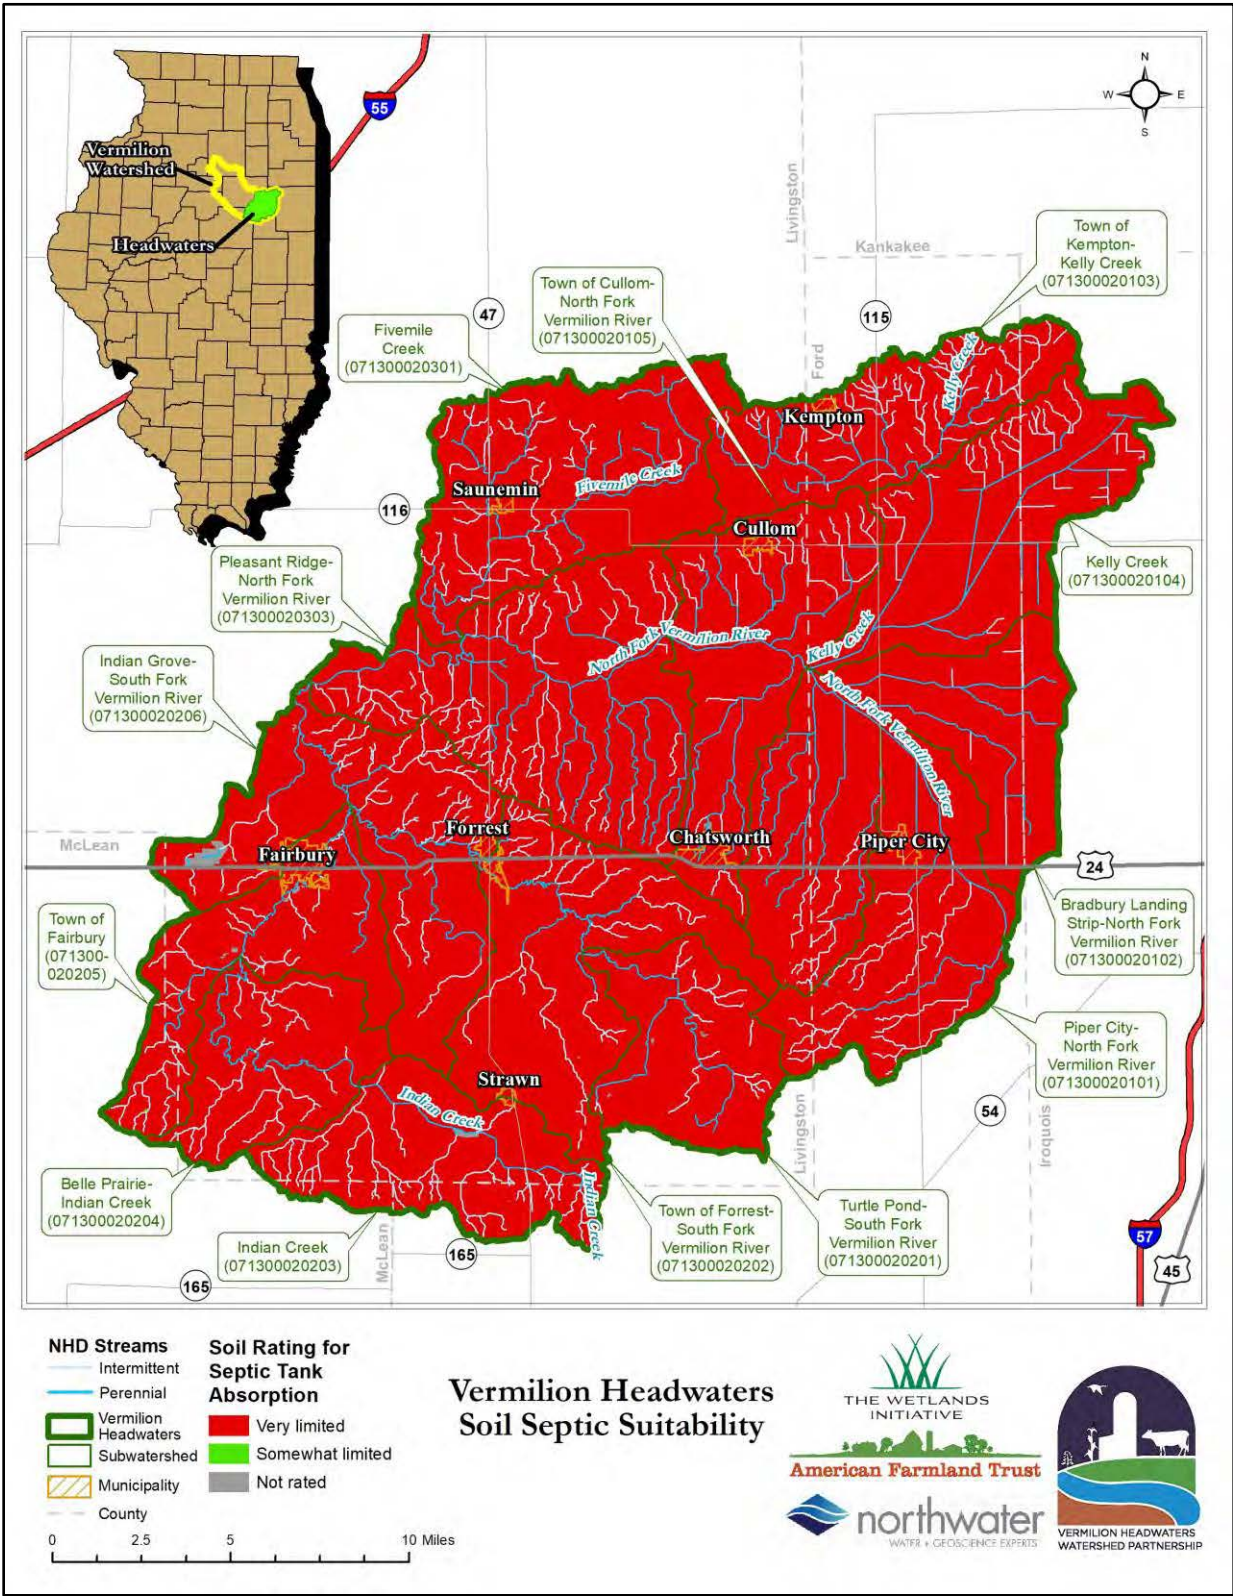 N
W
E
S
55
Vermilion
Watershed
Headwaters
Livingston
Kankakee
Town of
Kempton-
Kelly Creek
(071300020103)
Town of Cullom-
North Fork
Vermilion River
(071300020105)
47
115
Fivemile
Creek
(071300020301)
Ford
Kelly Creek
Kempton
Fivemile Creek
Saunemin
116
Cullom
Pleasant Ridge-
North Fork
Vermilion River
(071300020303)
Kelly Creek
(071300020104)
North Fork Vermilion River
Kelly Creek
Indian Grove-
South Fork
Vermilion River
(071300020206)
North Fork Vermilion River
McLean
Fairbury
Forrest
Chatsworth
Piper City
24
Town of
Fairbury
(071300-
020205)
Bradbury Landing
Strip-North Fork
Vermilion River
(071300020102)
Piper City-
North Fork
Vermilion River
(071300020101)
Strawn
Indian Creek
Livingston
54
Iroquois
Belle Prairie-
Indian Creek
(071300020204)
Indian Creek
(071300020203)
McLean
165
165
Indian Creek
Town of Forrest-
South Fork
Vermilion River
(071300020202)
Turtle Pond-
South Fork
Vermilion River
(071300020201)
57
45
NHD Streams
Intermittent
Perennial
Vermilion
Headwaters
Subwatershed
Municipality
County
Soil Rating for
Septic Tank
Absorption
Very limited
Somewhat limited
Not rated
0 2.5 5 10 Miles
Vermilion Headwaters
Soil Septic Suitability
THE WETLANDS
INITIATIVE
American Farmland Trust
northwater
WATER + GEOSCIENCE EXPERTS
VERMILION HEADWATERS
WATERSHED PARTNERSHIP